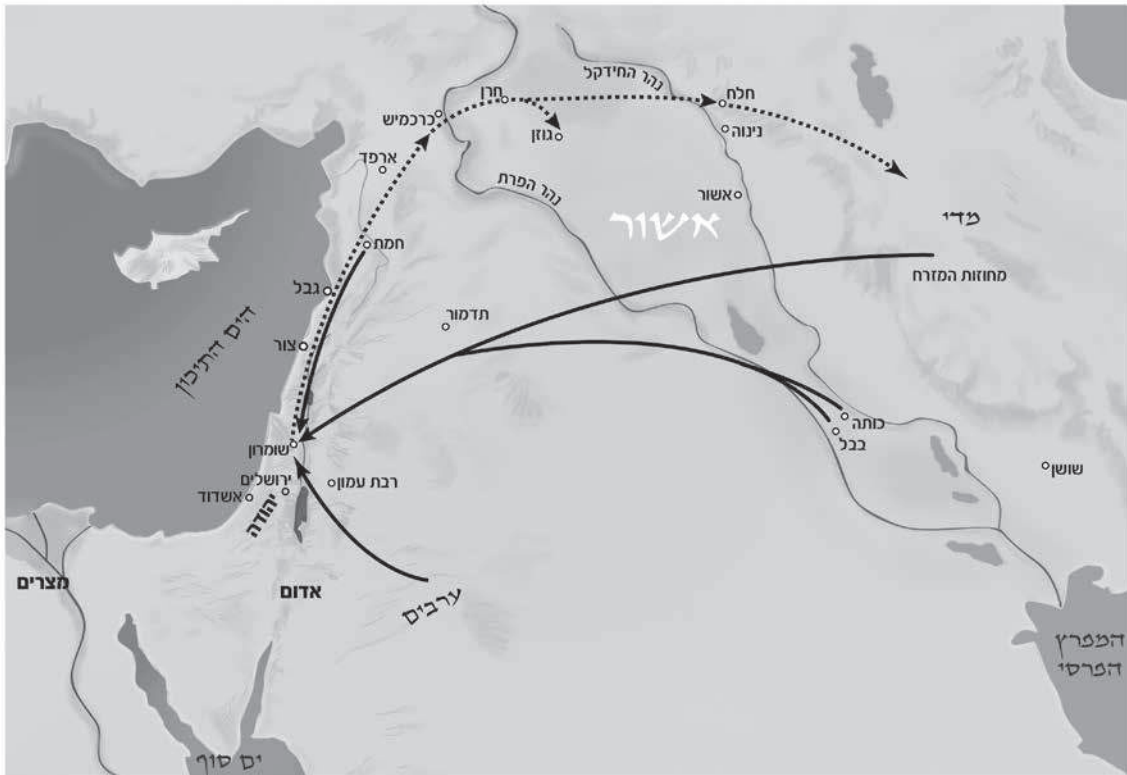 נהר החידקל
חלח
חרן
כרכמיש
נינוה
גוזן
ארפד
נהר הפרת
אשור
אשור
מדי
חמת
מחוזות המזרח
גבל
תדמור
הים התיכון
צור
כותה
בבל
שומרון
שושן
ירושלים
רבת עמון
אשדוד
יהודה
מצרים
אדום
ערבים
המפרץ
הפרסי
ים סוף